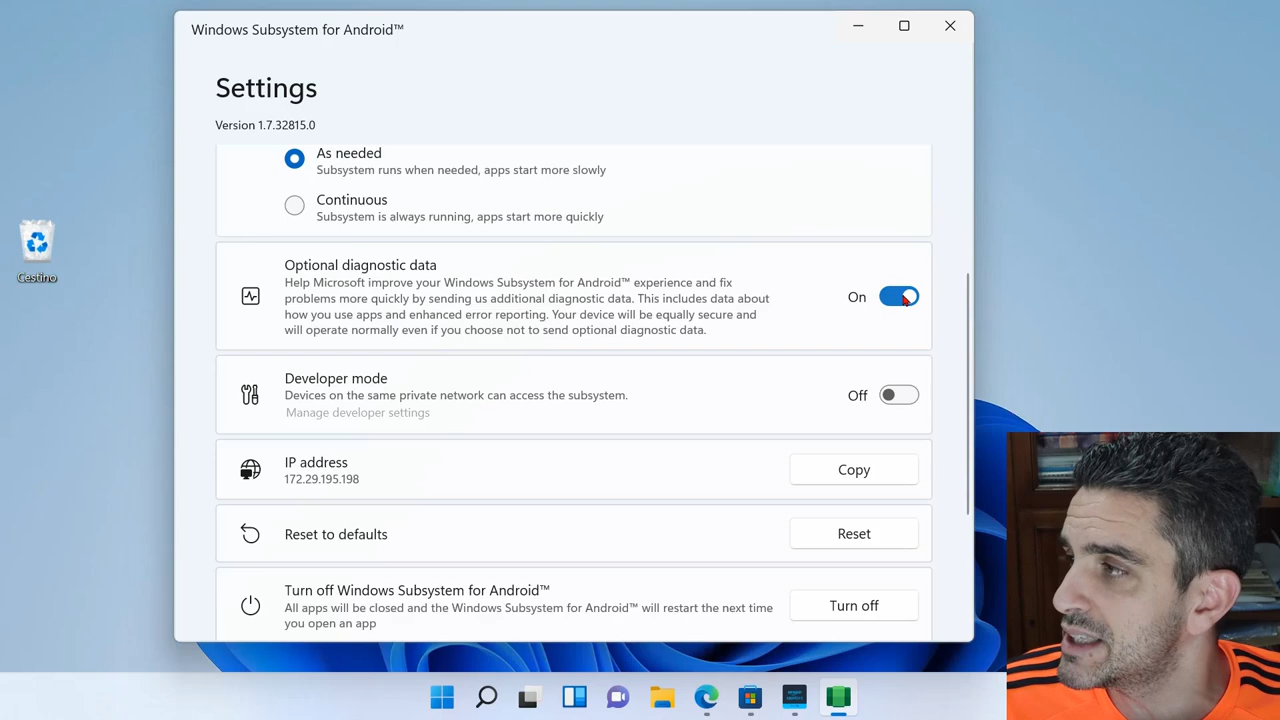 Windows Subsystem for Android™
Settings
Version 1.7.32815.0
As needed
Subsystem runs when needed, apps start more slowly
Continuous
Subsystem is always running, apps start more quickly
Optional diagnostic data
Help Microsoft improve your Windows Subsystem for Android™ experience and fix
problems more quickly by sending us additional diagnostic data. This includes data about
how you use apps and enhanced error reporting. Your device will be equally secure and
will operate normally even if you choose not to send optional diagnostic data.
On
Developer mode
Devices on the same private network can access the subsystem.
Manage developer settings
Off
IP address
172.29.195.198
Copy
Reset to defaults
Reset
Turn off Windows Subsystem for Android™
All apps will be closed and the Windows Subsystem for Android™ will restart the next time
you open an app
Turn off
Cestino